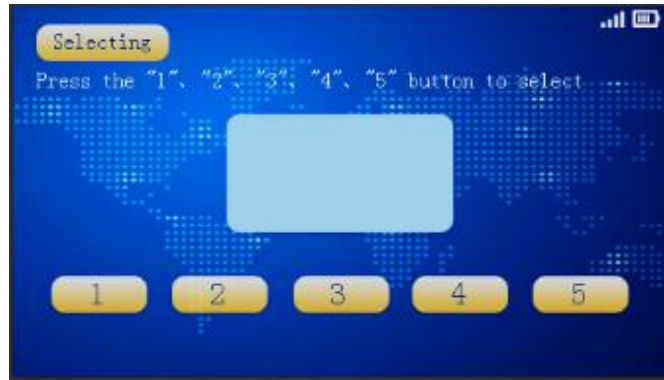 Selecting
Press the "1"、"2"、"3"、"4"、"5" button to select
1 2 3 4 5